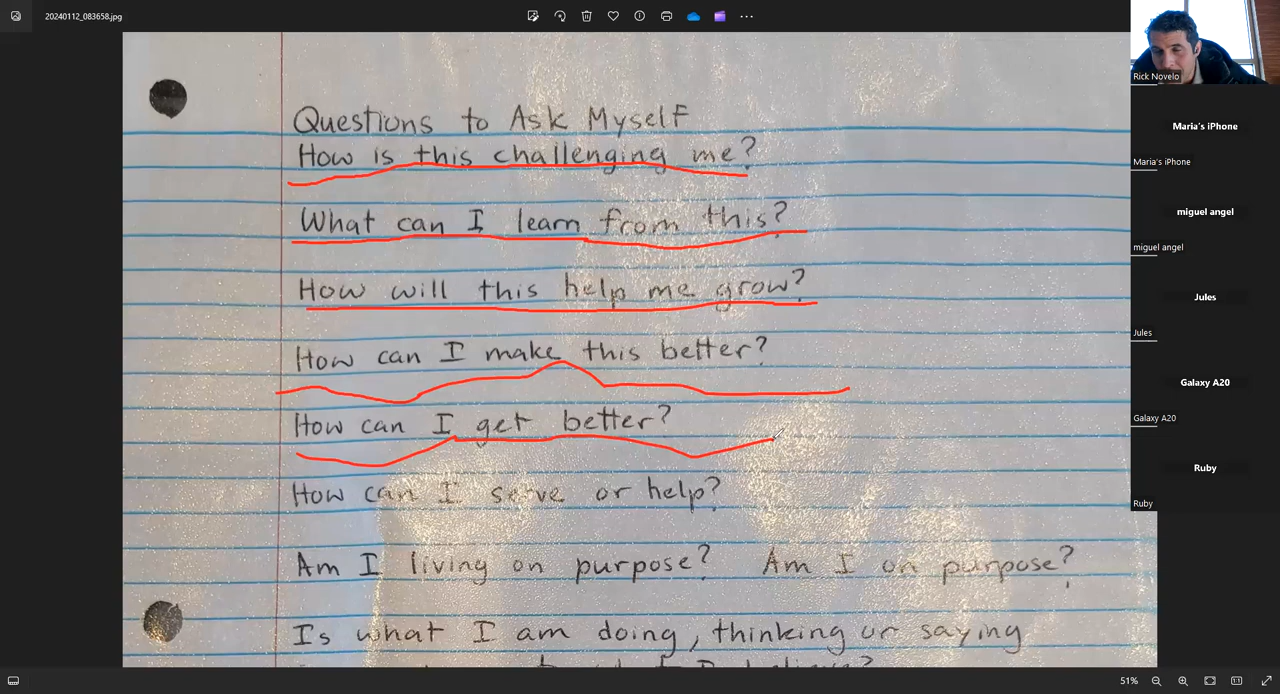 20240112_083658.jpg
Rick Novelo
Questions to Ask Myself
How is this challenging me?
What can I learn from this?
How will this help me grow?
How can I make this better?
How can I get better?
How can I serve or help?
Am I living on purpose? Am I on purpose?
Is what I am doing, thinking or saying
I believe?
Maria's iPhone
Maria's iPhone
miguel angel
miguel angel
Jules
Jules
Galaxy A20
Galaxy A20
Ruby
Ruby
51%